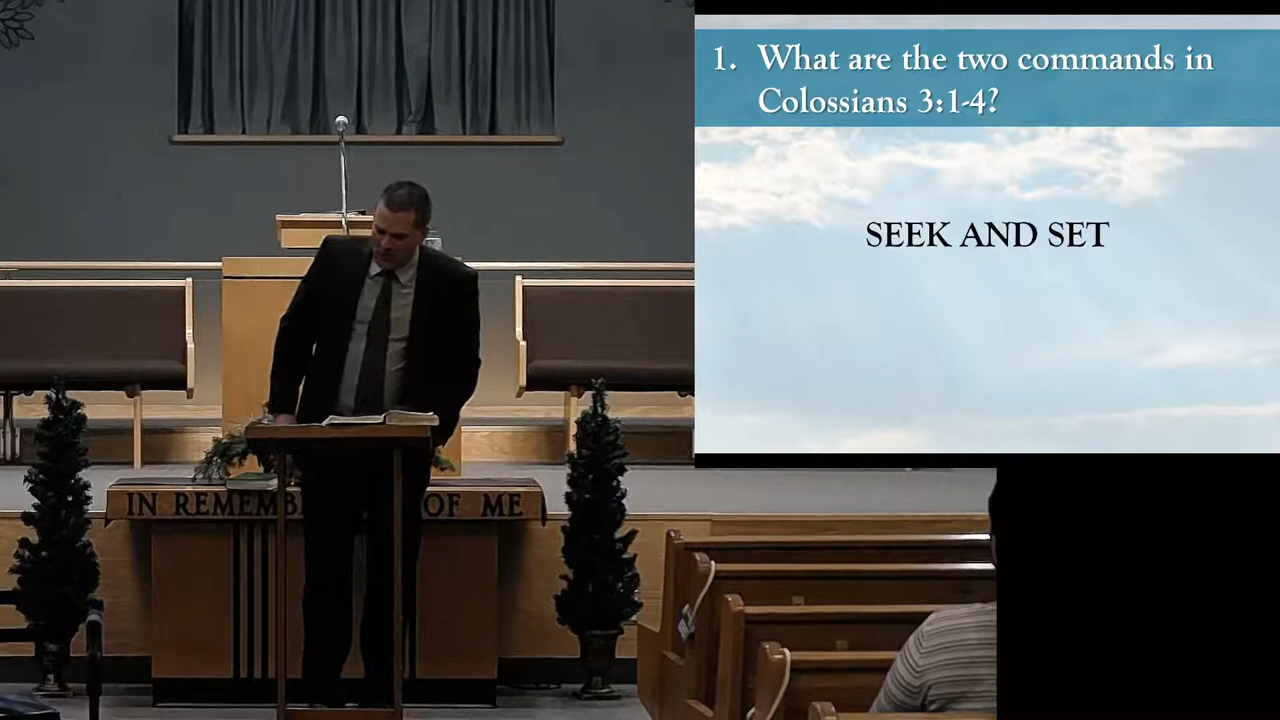 1. What are the two commands in
Colossians 3:1-4?
SEEK AND SET
IN REMEMB OF ME